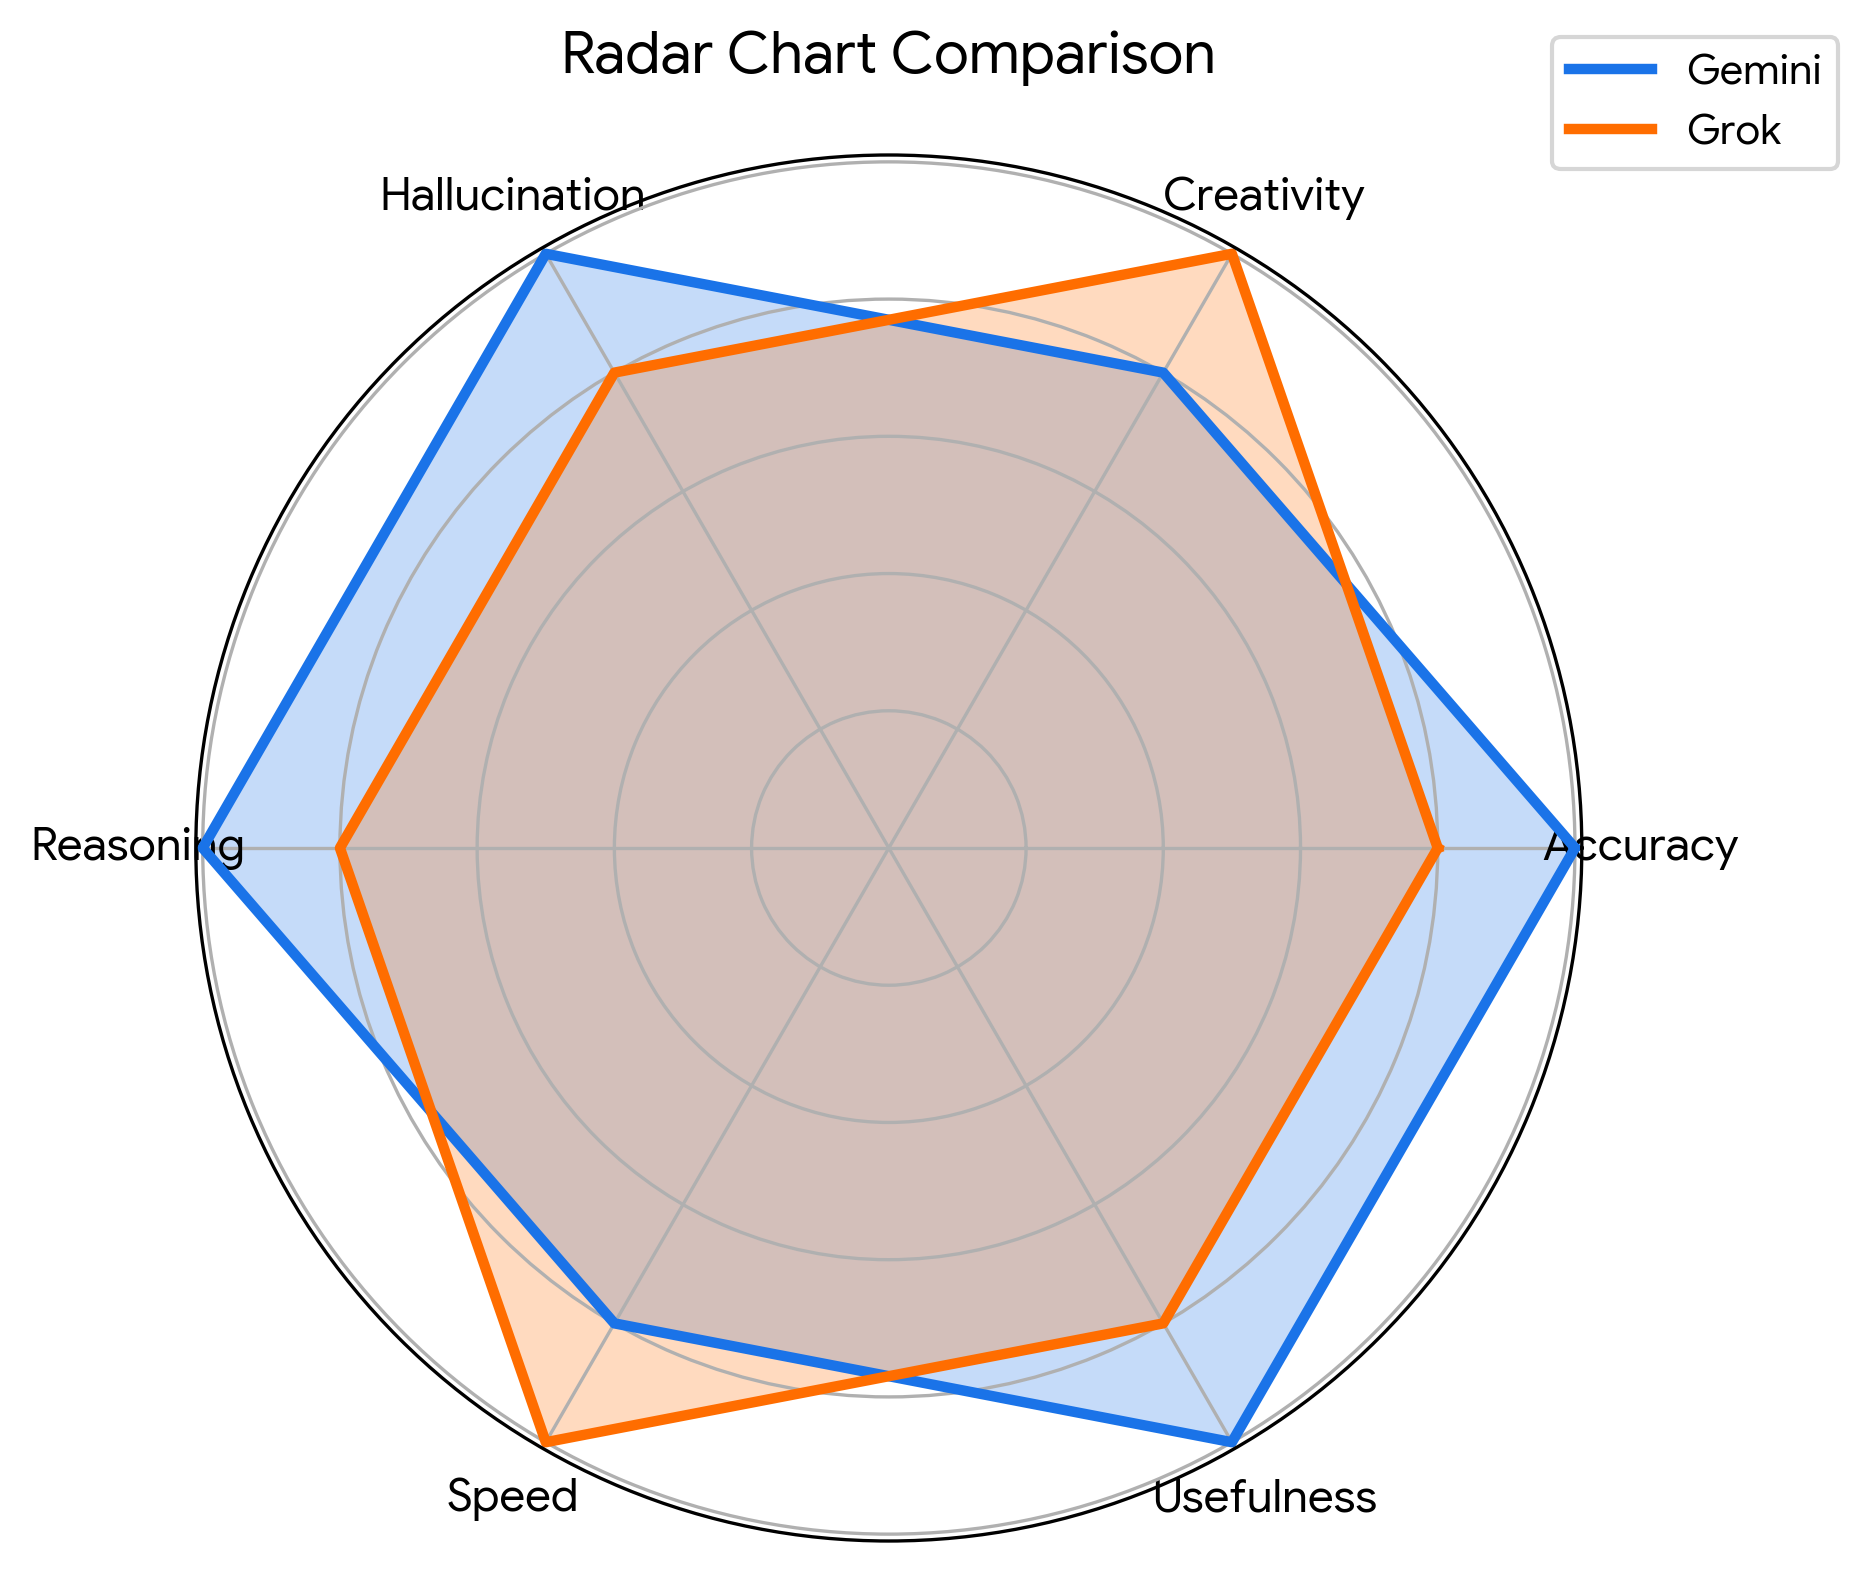 Radar Chart Comparison
Gemini
Grok
Hallucination
Creativity
Reasoning
Accuracy
Speed
Usefulness